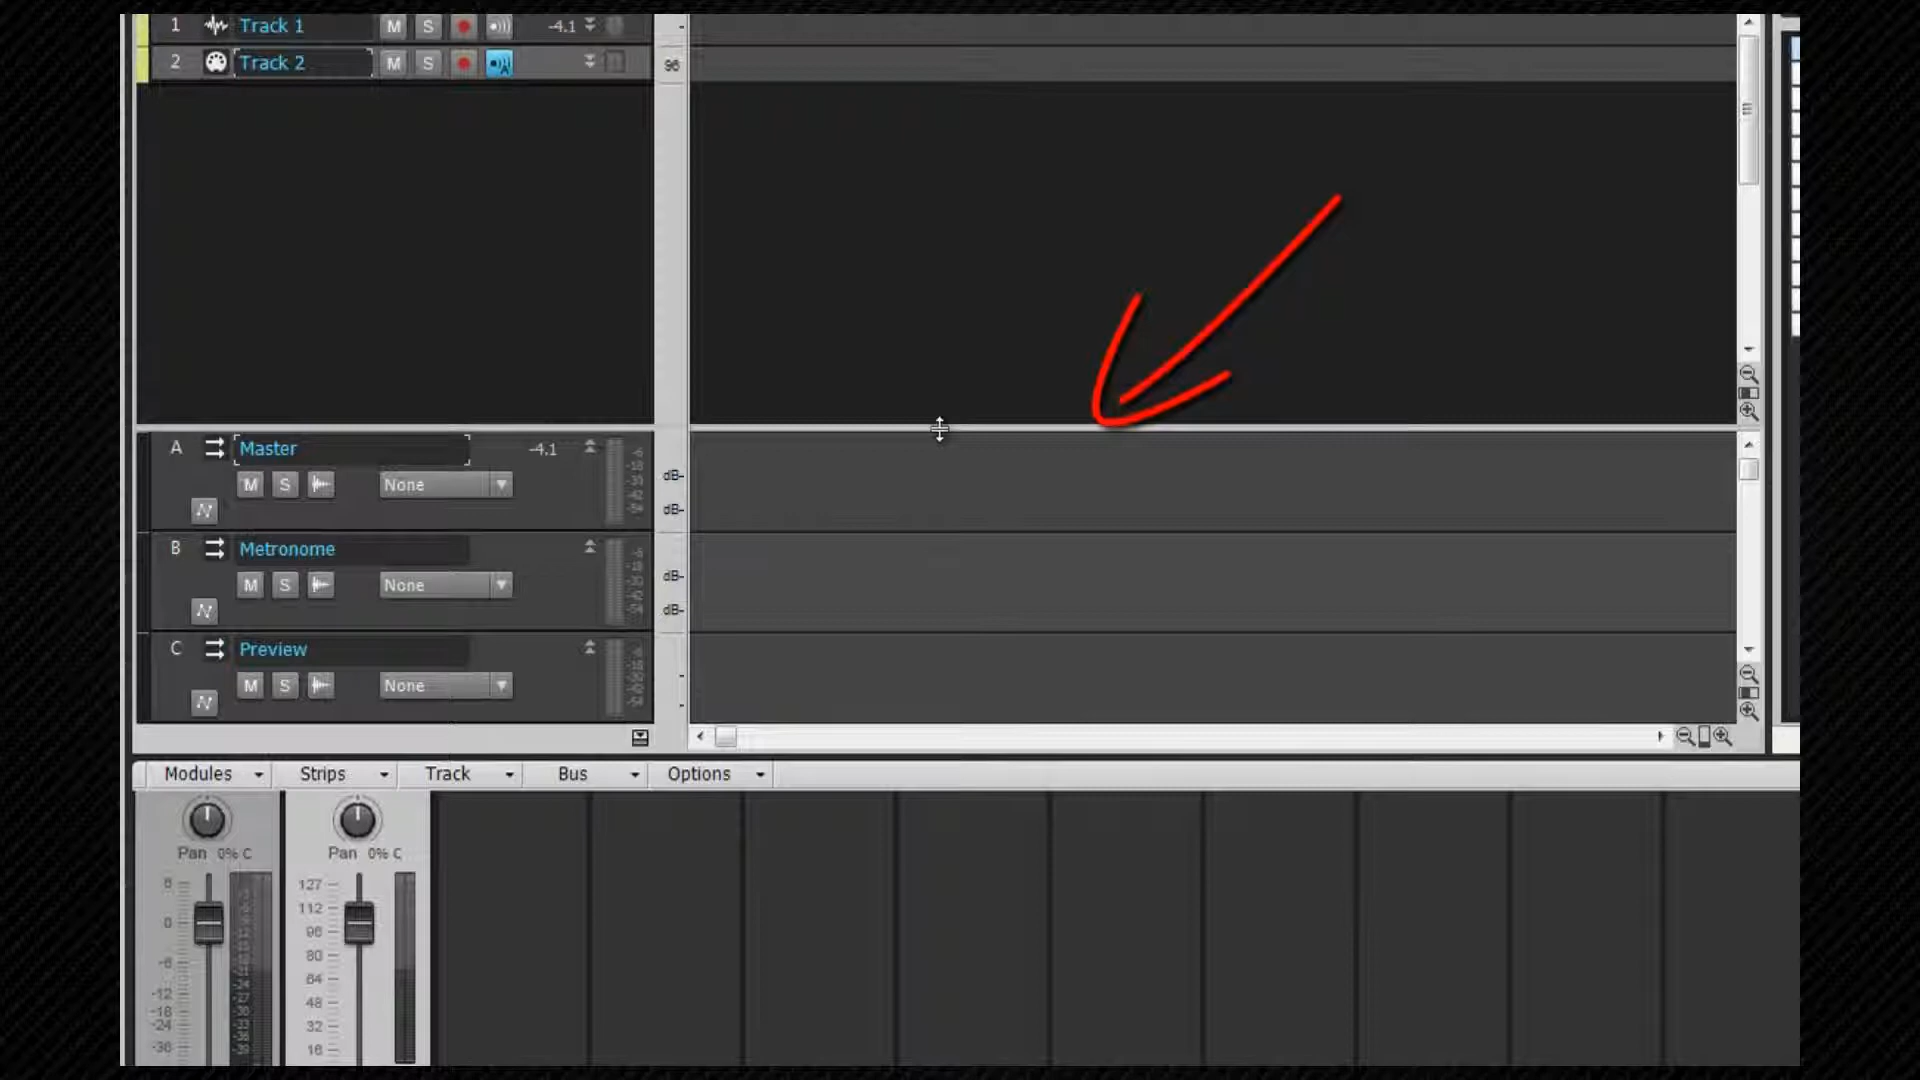 1 Track 1 M S -4.1
2 Track 2 M S 96
A Master -4.1
M S None dB-
dB-
B Metronome
M S None dB-
dB-
C Preview
M S None
Modules Strips Track Bus Options
Pan 0% C Pan 0% C
6 127
112
0 96
-6 80
64
-12 48
-18
-24 32
-36 16